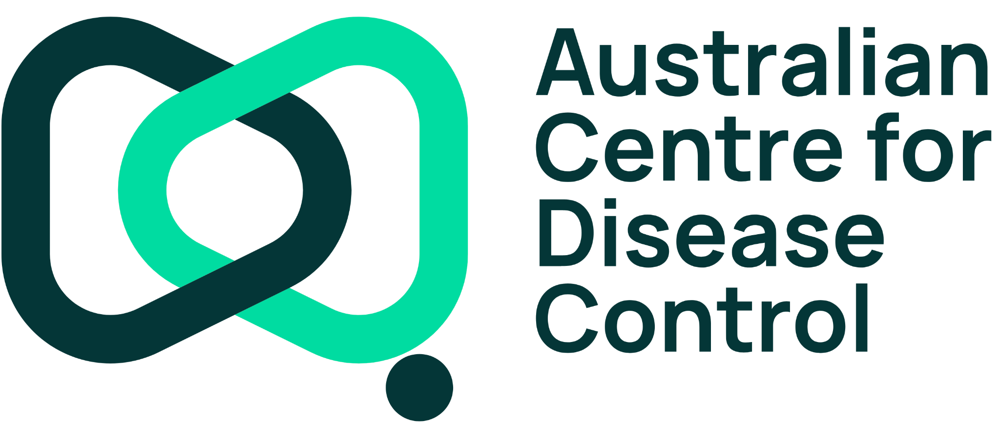 Australian
Centre for
Disease
Control